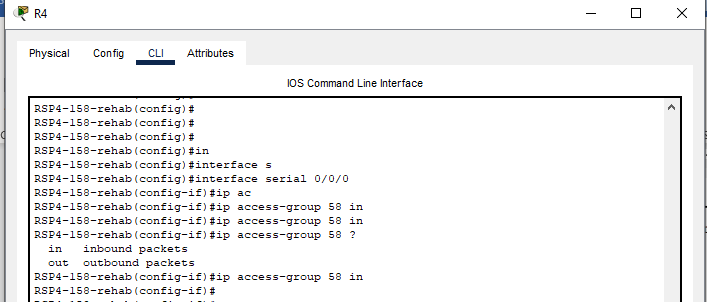 R4
Physical Config CLI Attributes
IOS Command Line Interface
RSP4-158-rehab(config)#
RSP4-158-rehab(config)#
RSP4-158-rehab(config)#
RSP4-158-rehab(config)#in
RSP4-158-rehab(config)#interface s
RSP4-158-rehab(config)#interface serial 0/0/0
RSP4-158-rehab(config-if)#ip ac
RSP4-158-rehab(config-if)#ip access-group 58 in
RSP4-158-rehab(config-if)#ip access-group 58 in
RSP4-158-rehab(config-if)#ip access-group 58 ?
in inbound packets
out outbound packets
RSP4-158-rehab(config-if)#ip access-group 58 in
RSP4-158-rehab(config-if)#